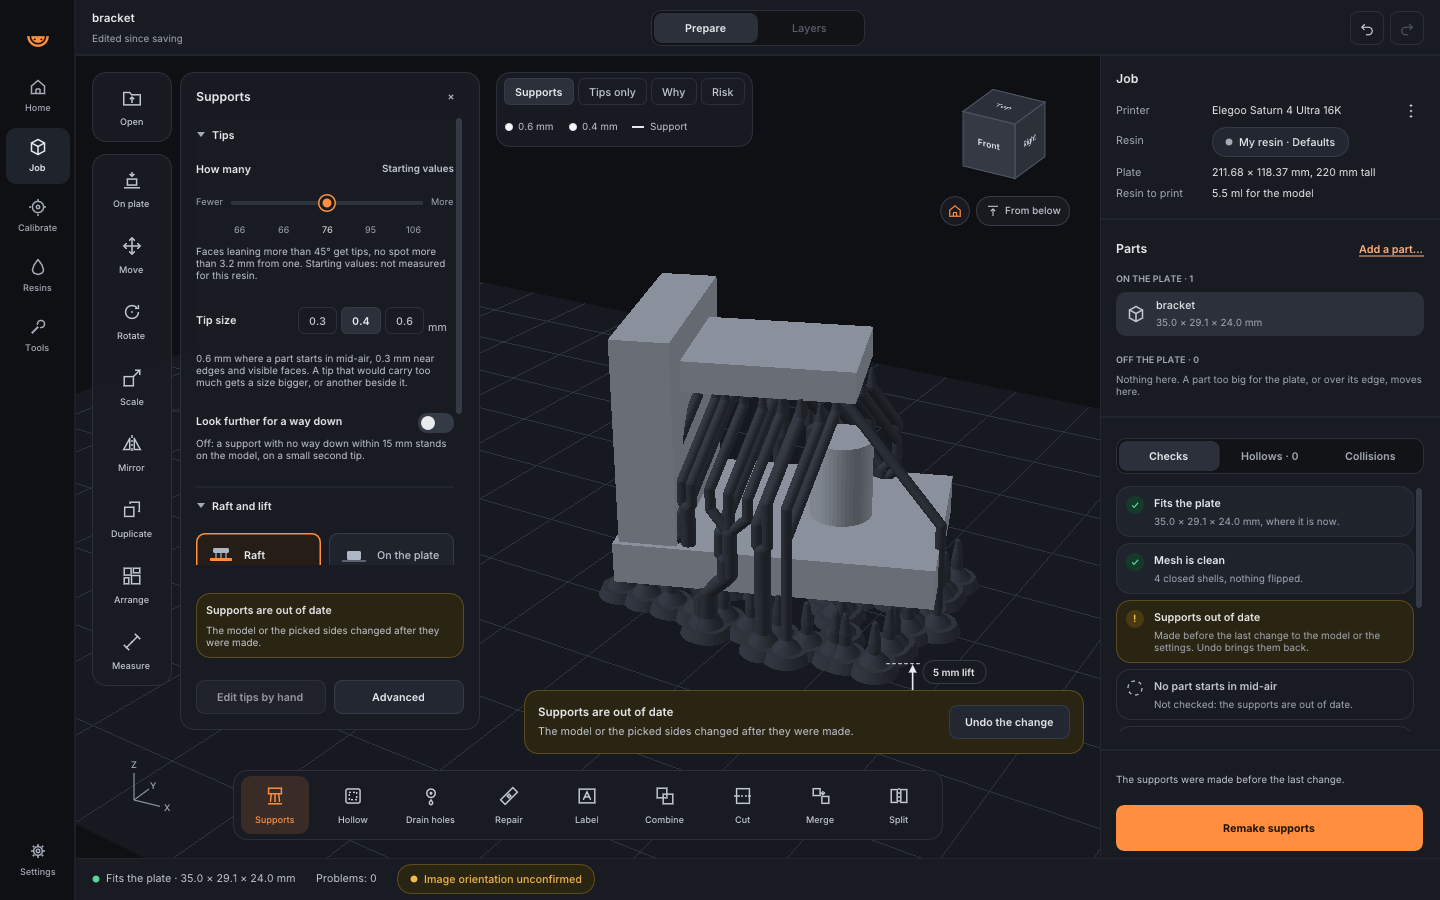 bracket
Edited since saving
Prepare
Layers
Home
Job
Calibrate
Resins
Tools
Settings
Open
On plate
Move
Rotate
Scale
Mirror
Duplicate
Arrange
Measure
Supports
×
Tips
How many
Starting values
Fewer
More
66 66 76 95 106
Faces leaning more than 45° get tips, no spot more
than 3.2 mm from one. Starting values: not measured
for this resin.
Tip size
0.3
0.4
0.6
mm
0.6 mm where a part starts in mid-air, 0.3 mm near
edges and visible faces. A tip that would carry too
much gets a size bigger, or another beside it.
Look further for a way down
Off: a support with no way down within 15 mm stands
on the model, on a small second tip.
Raft and lift
Raft
On the plate
Supports are out of date
The model or the picked sides changed after they
were made.
Edit tips by hand
Advanced
Supports
Tips only
Why
Risk
0.6 mm
0.4 mm
Support
Top
Front
Right
From below
5 mm lift
Supports are out of date
The model or the picked sides changed after they were made.
Undo the change
Z
Y
X
Supports
Hollow
Drain holes
Repair
Label
Combine
Cut
Merge
Split
Fits the plate · 35.0 × 29.1 × 24.0 mm
Problems: 0
Image orientation unconfirmed
Job
Printer
Elegoo Saturn 4 Ultra 16K
Resin
My resin · Defaults
Plate
211.68 × 118.37 mm, 220 mm tall
Resin to print
5.5 ml for the model
Parts
Add a part...
ON THE PLATE · 1
bracket
35.0 × 29.1 × 24.0 mm
OFF THE PLATE · 0
Nothing here. A part too big for the plate, or over its edge, moves
here.
Checks
Hollows · 0
Collisions
Fits the plate
35.0 × 29.1 × 24.0 mm, where it is now.
Mesh is clean
4 closed shells, nothing flipped.
Supports out of date
Made before the last change to the model or the
settings. Undo brings them back.
No part starts in mid-air
Not checked: the supports are out of date.
The supports were made before the last change.
Remake supports